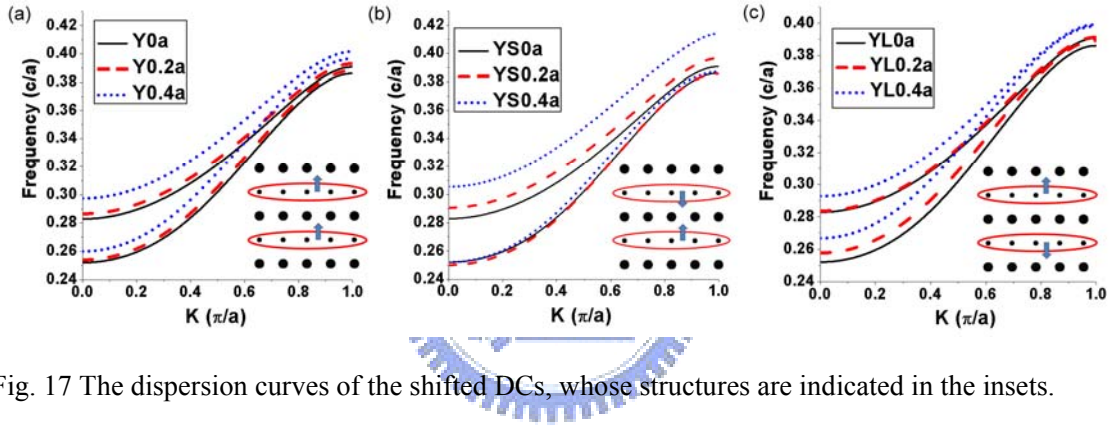 (a)
Y0a
Y0.2a
Y0.4a
Frequency (c/a)
0.42
0.40
0.38
0.36
0.34
0.32
0.30
0.28
0.26
0.24
0.0 0.2 0.4 0.6 0.8 1.0
K (π/a)
(b)
YS0a
YS0.2a
YS0.4a
Frequency (c/a)
0.42
0.40
0.38
0.36
0.34
0.32
0.30
0.28
0.26
0.24
0.0 0.2 0.4 0.6 0.8 1.0
K (π/a)
(c)
YL0a
YL0.2a
YL0.4a
Frequency (c/a)
0.40
0.38
0.36
0.34
0.32
0.30
0.28
0.26
0.24
0.0 0.2 0.4 0.6 0.8 1.0
K (π/a)
Fig. 17 The dispersion curves of the shifted DCs, whose structures are indicated in the insets.